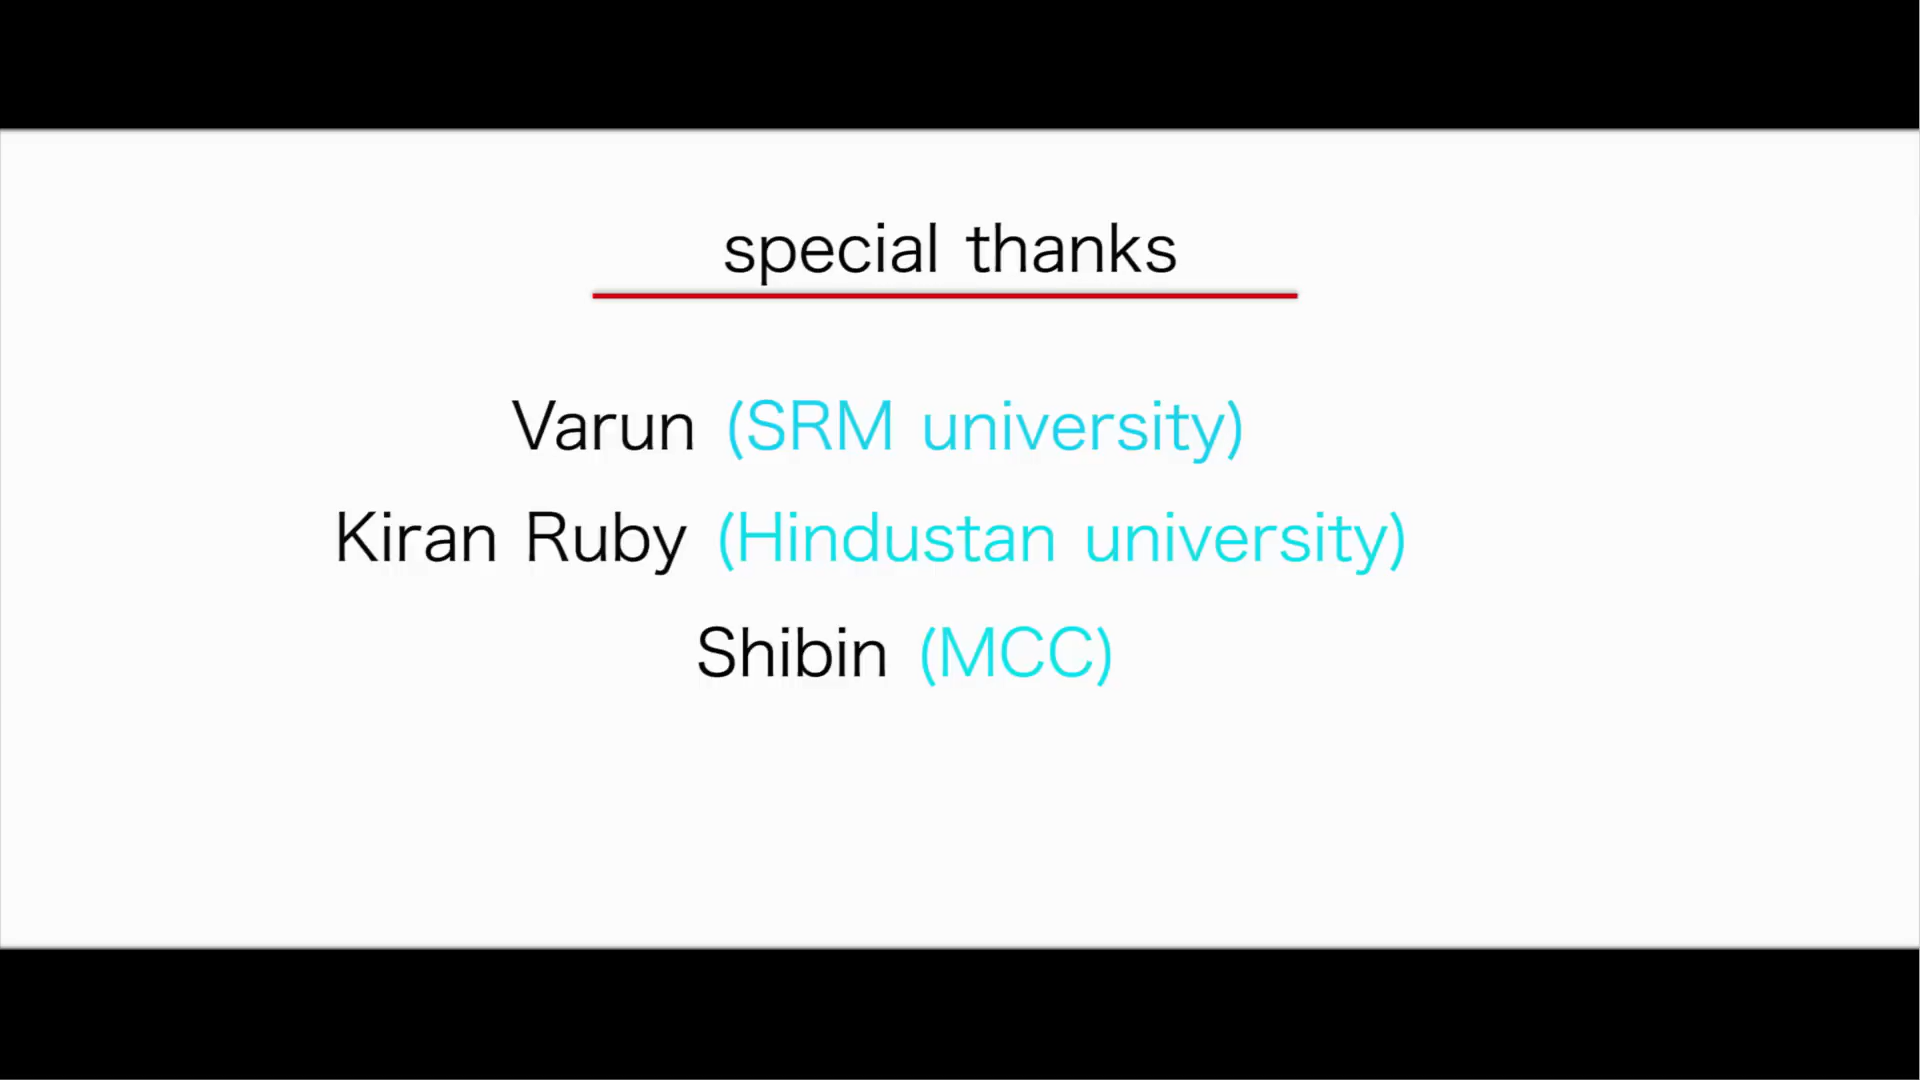 special thanks
Varun (SRM university)
Kiran Ruby (Hindustan university)
Shibin (MCC)